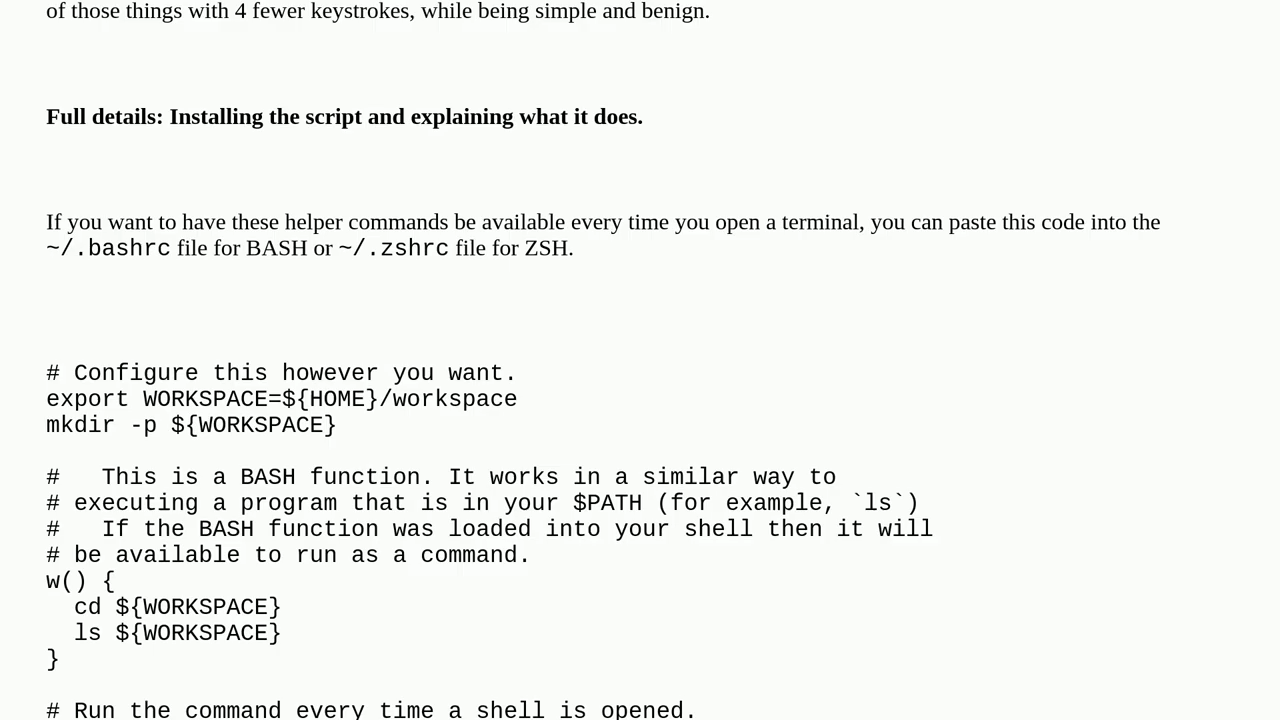 of those things with 4 fewer keystrokes, while being simple and benign.
Full details: Installing the script and explaining what it does.
If you want to have these helper commands be available every time you open a terminal, you can paste this code into the
~/.bashrc file for BASH or ~/.zshrc file for ZSH.
# Configure this however you want.
export WORKSPACE=${HOME}/workspace
mkdir -p ${WORKSPACE}
#   This is a BASH function. It works in a similar way to
# executing a program that is in your $PATH (for example, `ls`)
#   If the BASH function was loaded into your shell then it will
# be available to run as a command.
w() {
  cd ${WORKSPACE}
  ls ${WORKSPACE}
}
# Run the command every time a shell is opened.